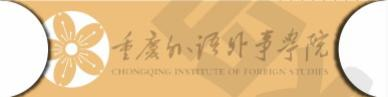 重庆外语外事学院
CHONGQING INSTITUTE OF FOREIGN STUDIES